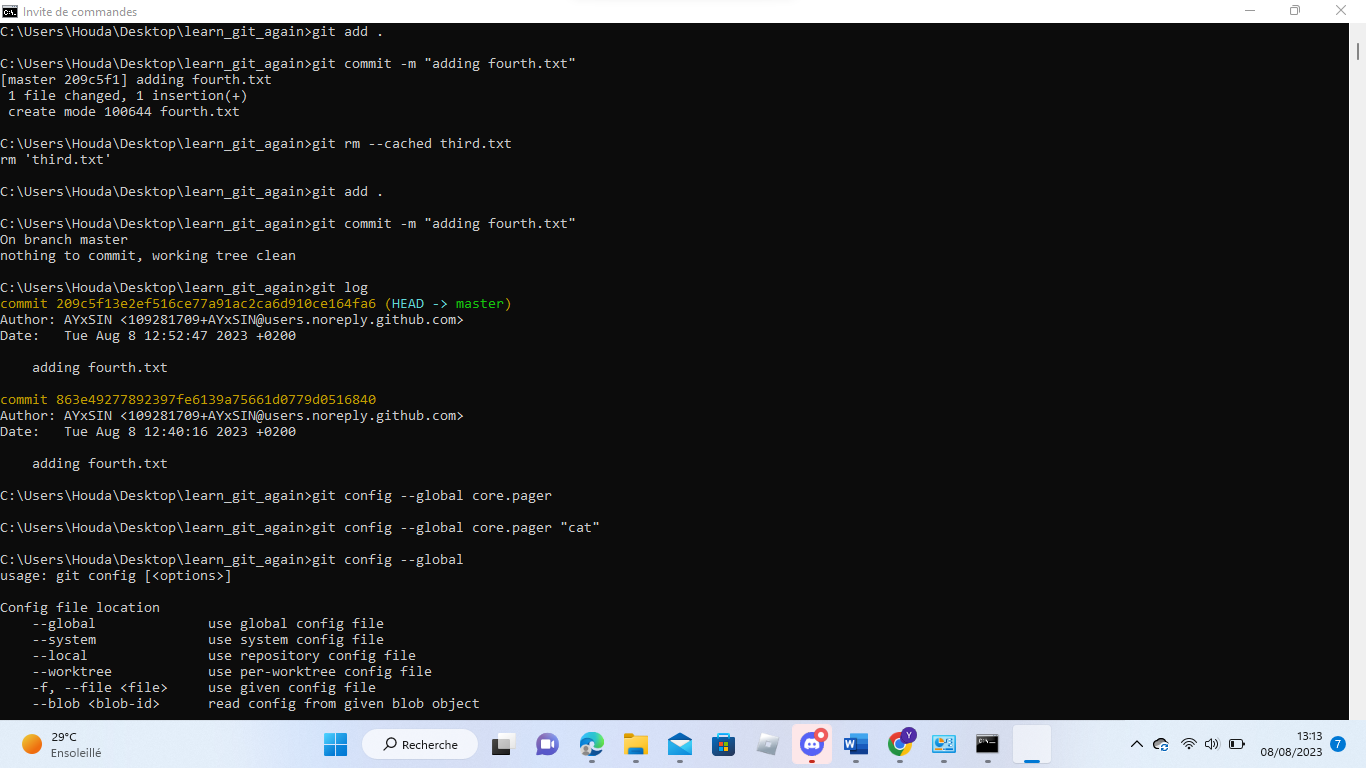 Invite de commandes
C:\Users\Houda\Desktop\learn_git_again>git add .
C:\Users\Houda\Desktop\learn_git_again>git commit -m "adding fourth.txt"
[master 209c5f1] adding fourth.txt
 1 file changed, 1 insertion(+)
 create mode 100644 fourth.txt
C:\Users\Houda\Desktop\learn_git_again>git rm --cached third.txt
rm 'third.txt'
C:\Users\Houda\Desktop\learn_git_again>git add .
C:\Users\Houda\Desktop\learn_git_again>git commit -m "adding fourth.txt"
On branch master
nothing to commit, working tree clean
C:\Users\Houda\Desktop\learn_git_again>git log
commit 209c5f13e2ef516ce77a91ac2ca6d910ce164fa6 (HEAD -> master)
Author: AYxSIN <109281709+AYxSIN@users.noreply.github.com>
Date:   Tue Aug 8 12:52:47 2023 +0200
    adding fourth.txt
commit 863e49277892397fe6139a75661d0779d0516840
Author: AYxSIN <109281709+AYxSIN@users.noreply.github.com>
Date:   Tue Aug 8 12:40:16 2023 +0200
    adding fourth.txt
C:\Users\Houda\Desktop\learn_git_again>git config --global core.pager
C:\Users\Houda\Desktop\learn_git_again>git config --global core.pager "cat"
C:\Users\Houda\Desktop\learn_git_again>git config --global
usage: git config [<options>]
Config file location
    --global              use global config file
    --system              use system config file
    --local               use repository config file
    --worktree            use per-worktree config file
    -f, --file <file>     use given config file
    --blob <blob-id>      read config from given blob object
29°C
Ensoleillé
Recherche
Y
13:13
08/08/2023
7